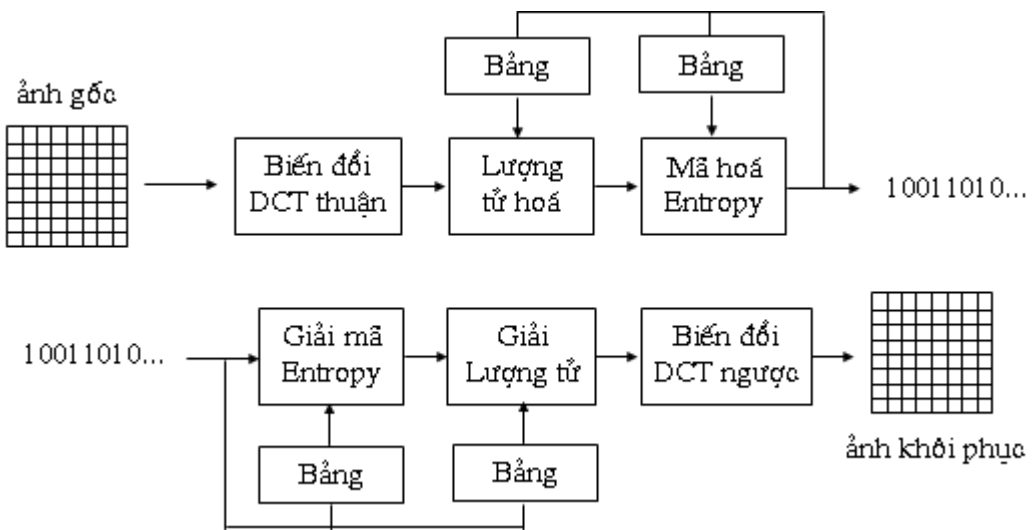 Bảng
Bảng
ảnh gốc
Biến đổi
DCT thuận
Lượng
tử hoá
Mã hoá
Entropy
10011010...
10011010...
Giải mã
Entropy
Giải
Lượng tử
Biến đổi
DCT ngược
Bảng
Bảng
ảnh khôi phục